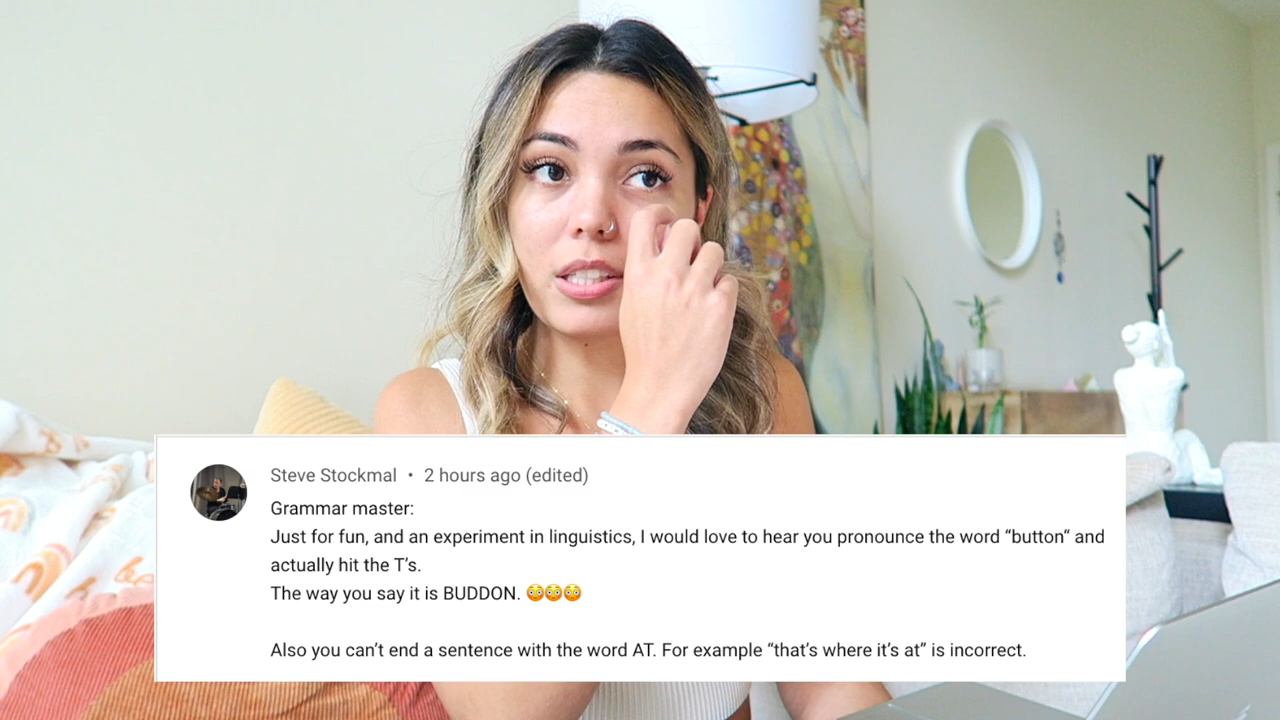 Steve Stockmal • 2 hours ago (edited)
Grammar master:
Just for fun, and an experiment in linguistics, I would love to hear you pronounce the word “button“ and
actually hit the T’s.
The way you say it is BUDDON. 😳😳😳
Also you can’t end a sentence with the word AT. For example “that’s where it’s at” is incorrect.